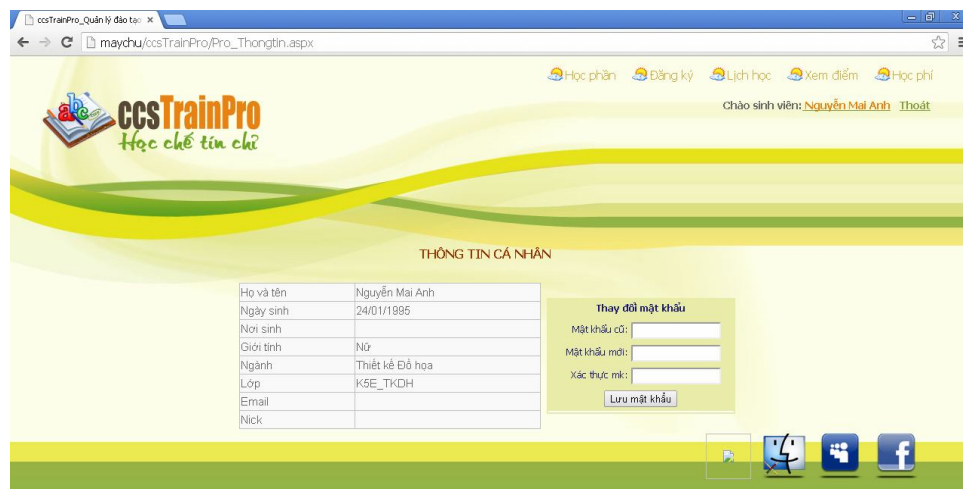 ccsTrainPro_Quản lý đào tạo
maychu/ccsTrainPro/Pro_Thongtin.aspx
Học phần Đăng ký Lịch học Xem điểm Học phí
Chào sinh viên: Nguyễn Mai Anh Thoát
abc
ccsTrainPro
Học chế tín chỉ
THÔNG TIN CÁ NHÂN
Họ và tên Nguyễn Mai Anh
Ngày sinh 24/01/1995
Nơi sinh
Giới tính Nữ
Ngành Thiết kế Đồ họa
Lớp K5E_TKDH
Email
Nick
Thay đổi mật khẩu
Mật khẩu cũ:
Mật khẩu mới:
Xác thực mk:
Lưu mật khẩu
f